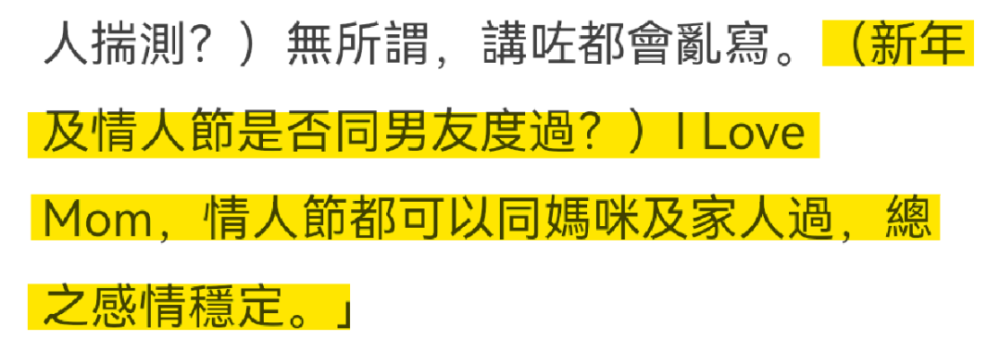 人揣測？）無所謂，講咗都會亂寫。（新年
及情人節是否同男友度過？）I Love
Mom，情人節都可以同媽咪及家人過，總
之感情穩定。」